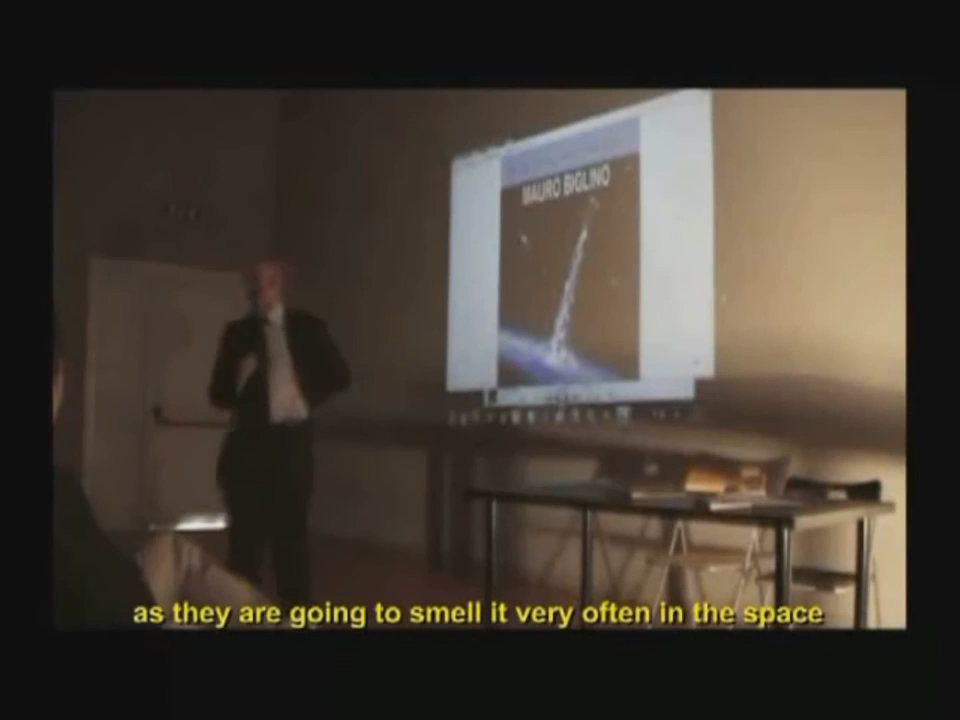 MAURO BIGLINO
as they are going to smell it very often in the space